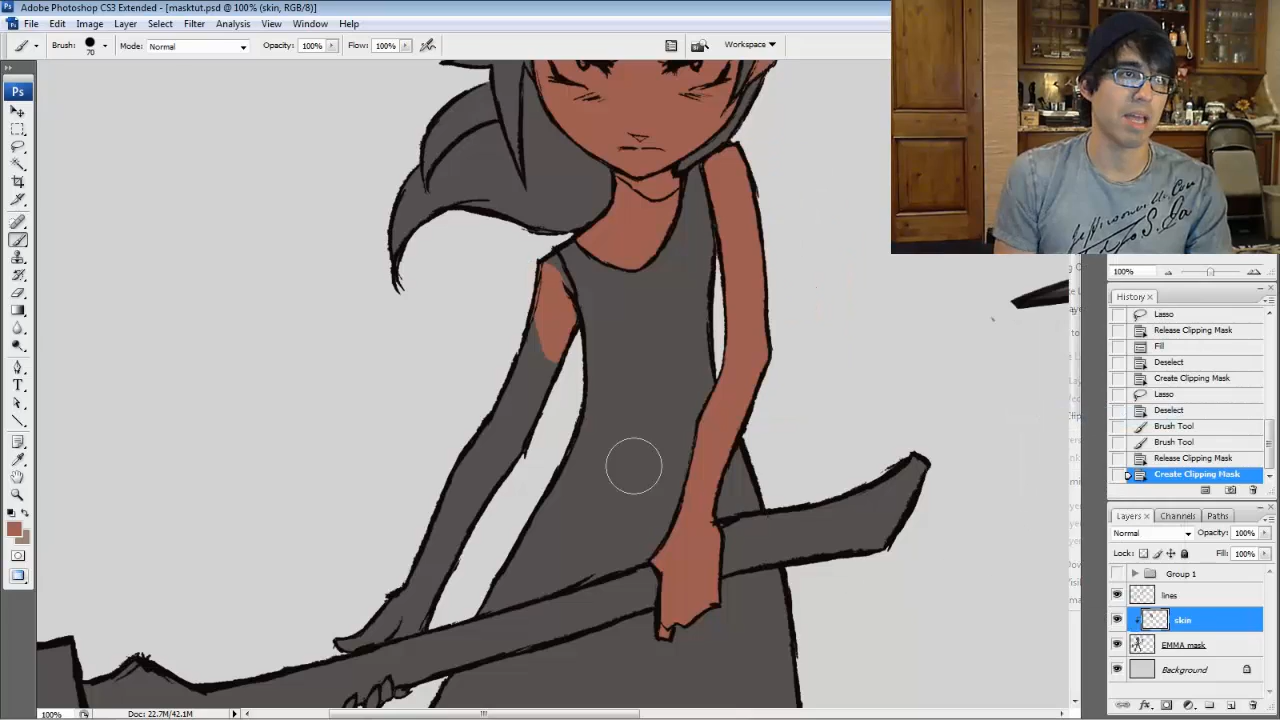 Adobe Photoshop CS3 Extended - [masktut.psd @ 100% (skin, RGB/8)]
File Edit Image Layer Select Filter Analysis View Window Help
Brush: 70 Mode: Normal Opacity: 100% Flow: 100% Workspace
Ps
100%
History
Lasso
Release Clipping Mask
Fill
Deselect
Create Clipping Mask
Lasso
Deselect
Brush Tool
Brush Tool
Release Clipping Mask
Create Clipping Mask
Layers Channels Paths
Normal Opacity: 100%
Lock: Fill: 100%
Group 1
lines
skin
EMMA mask
Background
100% Doc: 22.7M/42.1M